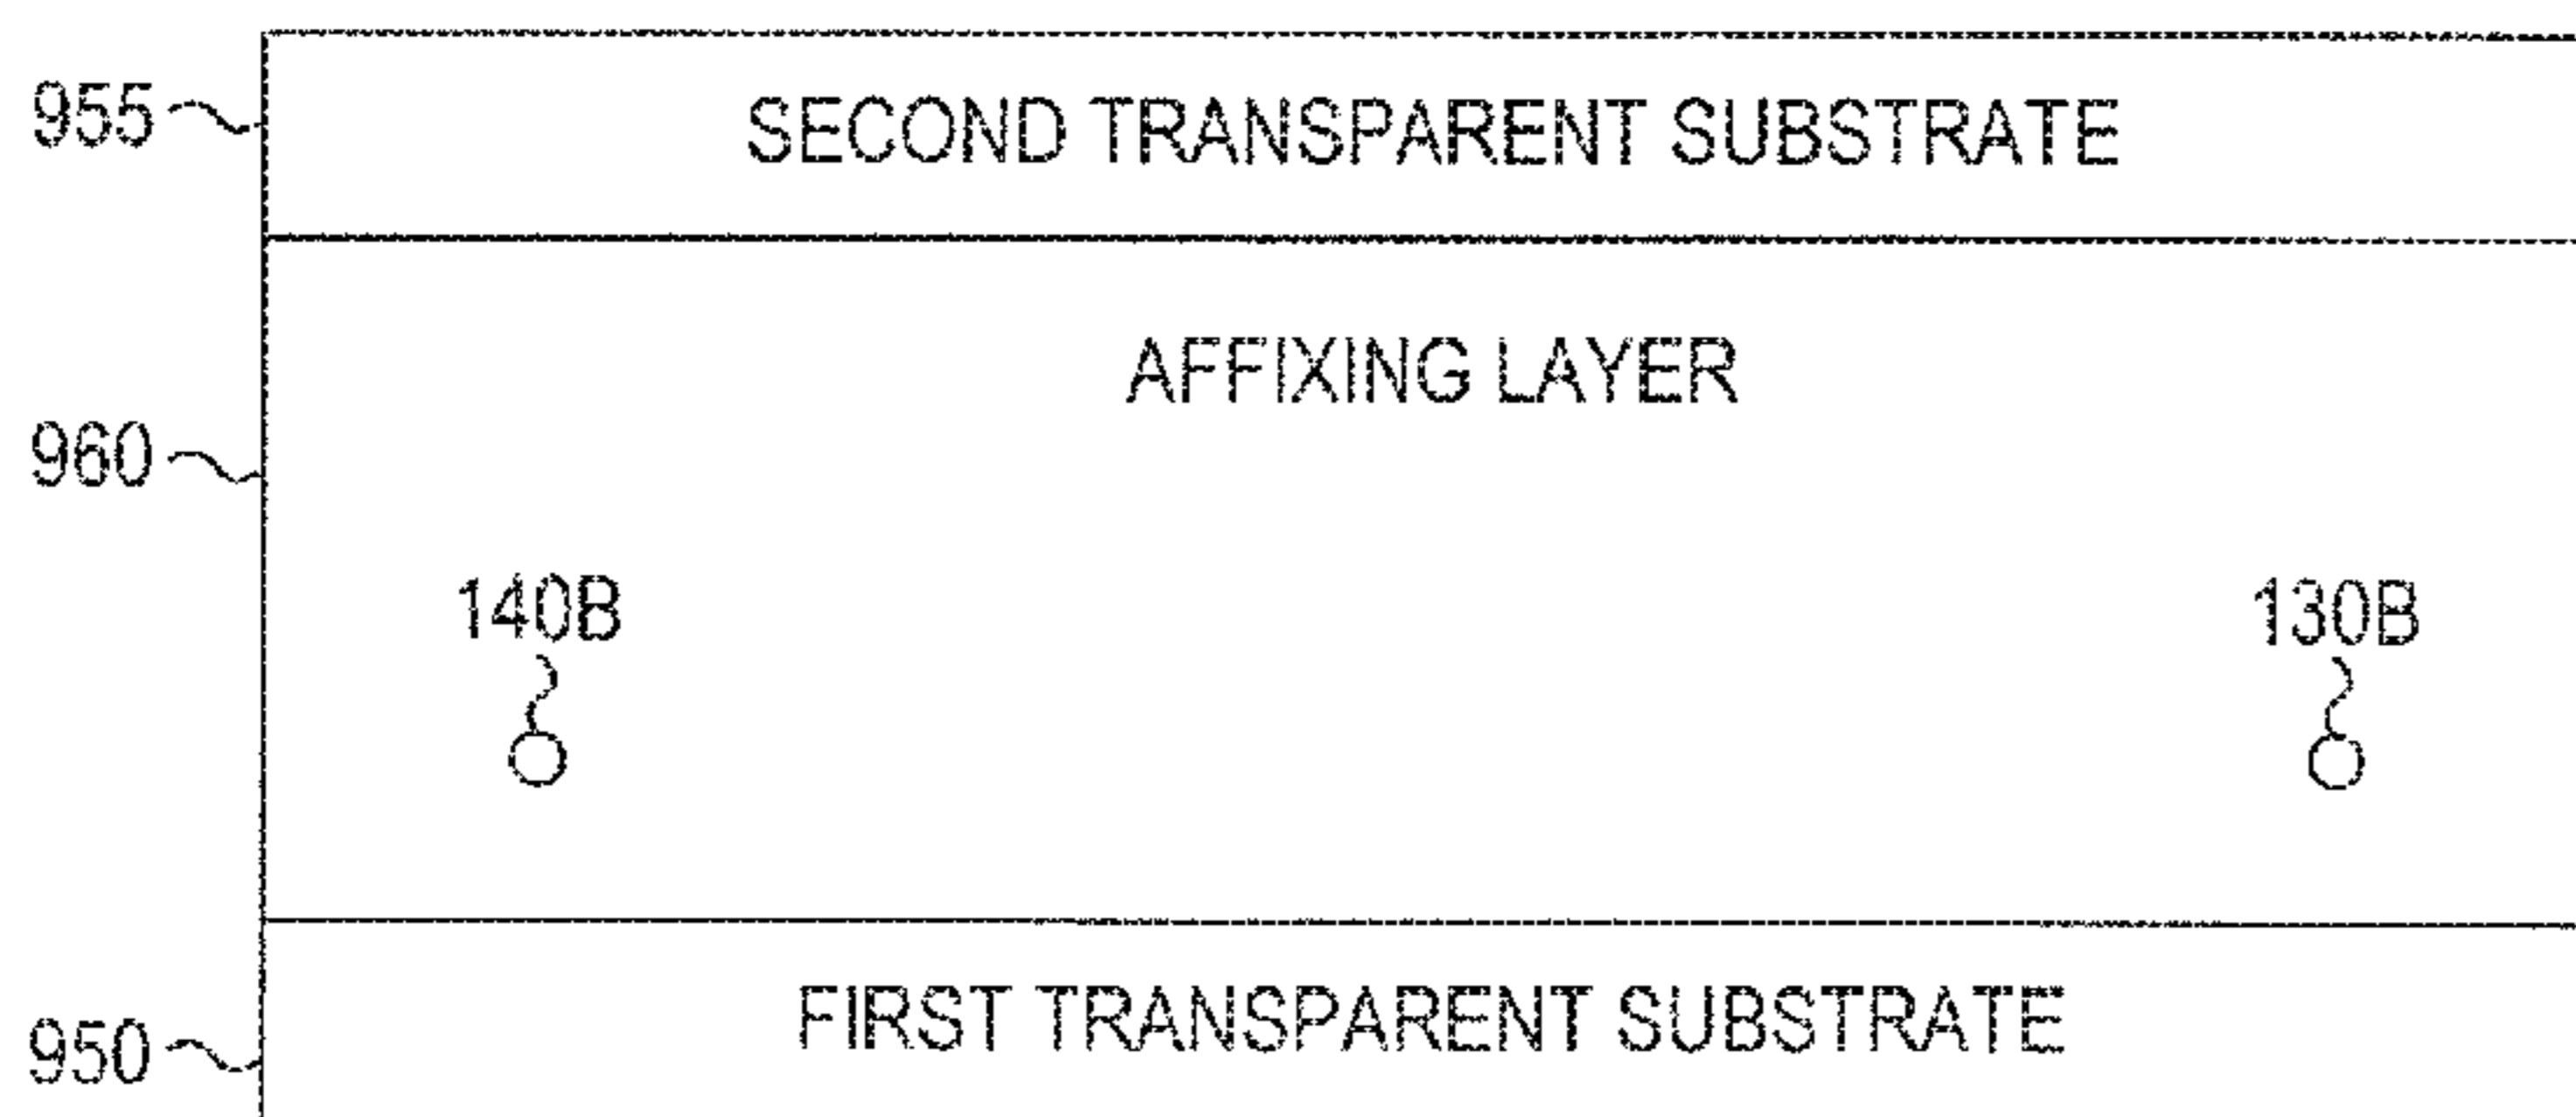 955
SECOND TRANSPARENT SUBSTRATE
AFFIXING LAYER
960
140B
130B
FIRST TRANSPARENT SUBSTRATE
950